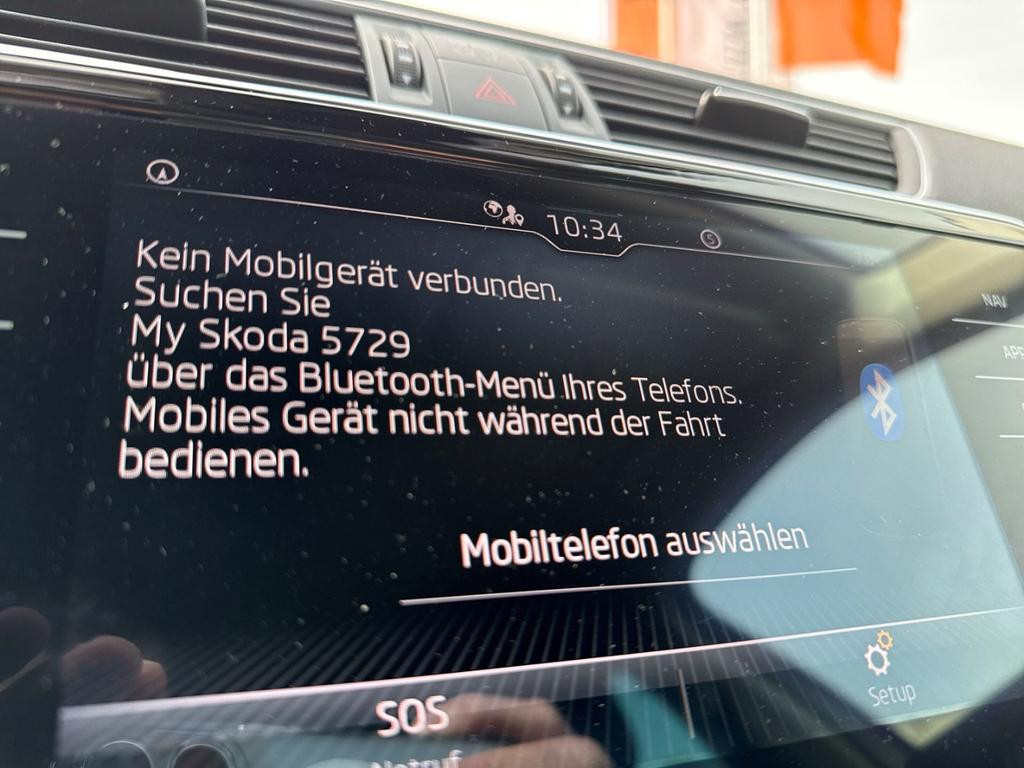 10:34
S
Kein Mobilgerät verbunden.
Suchen Sie
My Skoda 5729
über das Bluetooth-Menü Ihres Telefons.
Mobiles Gerät nicht während der Fahrt
bedienen.
Mobiltelefon auswählen
NAV
Setup
SOS
Notruf